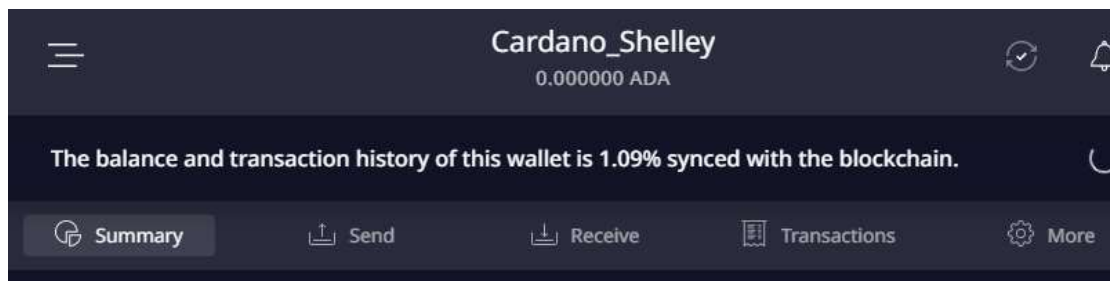 Cardano_Shelley
0.000000 ADA
The balance and transaction history of this wallet is 1.09% synced with the blockchain.
Summary Send Receive Transactions More